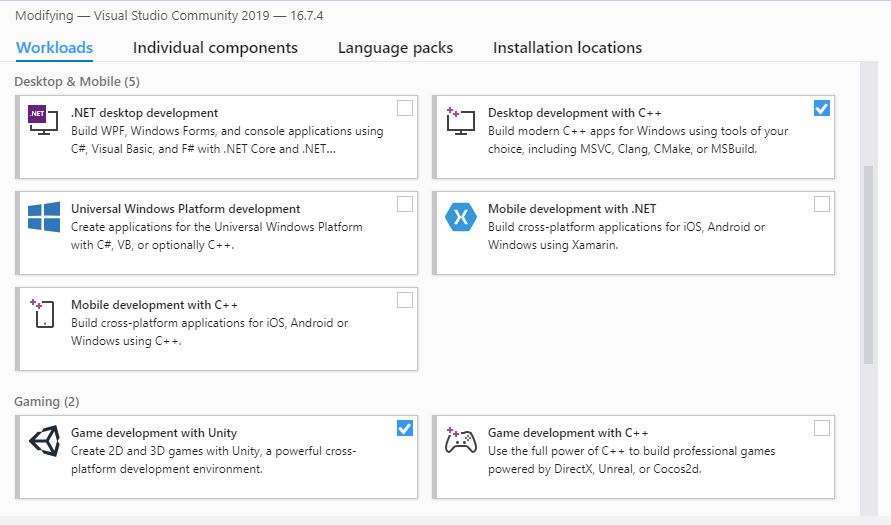 Modifying — Visual Studio Community 2019 — 16.7.4
Workloads Individual components Language packs Installation locations
Desktop & Mobile (5)
.NET
.NET desktop development
Build WPF, Windows Forms, and console applications using
C#, Visual Basic, and F# with .NET Core and .NET...
Desktop development with C++
Build modern C++ apps for Windows using tools of your
choice, including MSVC, Clang, CMake, or MSBuild.
Universal Windows Platform development
Create applications for the Universal Windows Platform
with C#, VB, or optionally C++.
Mobile development with .NET
Build cross-platform applications for iOS, Android or
Windows using Xamarin.
Mobile development with C++
Build cross-platform applications for iOS, Android or
Windows using C++.
Gaming (2)
Game development with Unity
Create 2D and 3D games with Unity, a powerful cross-
platform development environment.
Game development with C++
Use the full power of C++ to build professional games
powered by DirectX, Unreal, or Cocos2d.